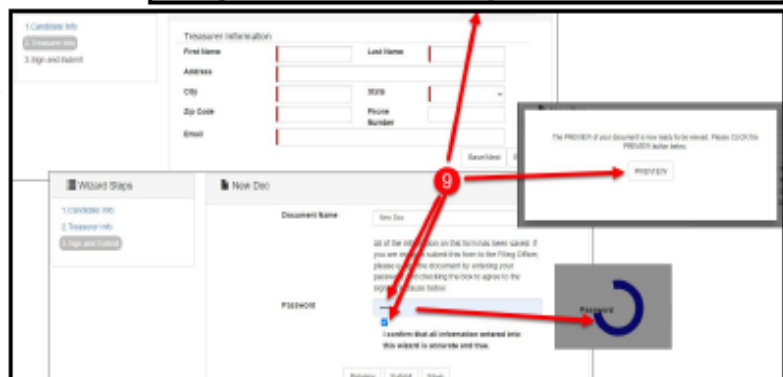 1.Candidate Info
2.Treasurer Info
3.Sign and Submit
Treasurer Information
First Name
Last Name
Address
City
State
Zip Code
Phone Number
Email
Save/Next
The PREVIEW of your document is now ready to be viewed. Please CLICK the
PREVIEW button below.
PREVIEW
9
Wizard Steps
New Doc
1.Candidate Info
2.Treasurer Info
3.Sign and Submit
Document Name
New Doc
All of the information on this form has been saved. If
you are ready to submit this form to the Filing Officer,
please the document by entering your
password and checking the box to agree to the
below.
Password
I confirm that all information entered into
this wizard is accurate and true.
Password
Preview
Submit